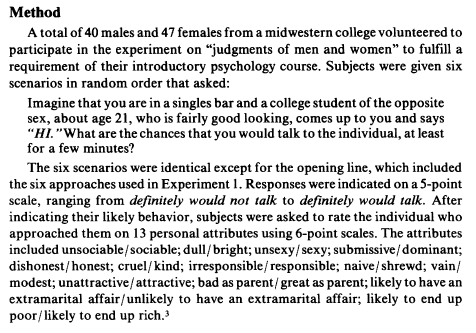 Method
A total of 40 males and 47 females from a midwestern college volunteered to
participate in the experiment on “judgments of men and women” to fulfill a
requirement of their introductory psychology course. Subjects were given six
scenarios in random order that asked:
Imagine that you are in a singles bar and a college student of the opposite
sex, about age 21, who is fairly good looking, comes up to you and says
“HI.” What are the chances that you would talk to the individual, at least
for a few minutes?
The six scenarios were identical except for the opening line, which included
the six approaches used in Experiment 1. Responses were indicated on a 5-point
scale, ranging from definitely would not talk to definitely would talk. After
indicating their likely behavior, subjects were asked to rate the individual who
approached them on 13 personal attributes using 6-point scales. The attributes
included unsociable/sociable; dull/bright; unsexy/sexy; submissive/dominant;
dishonest/honest; cruel/kind; irresponsible/responsible; naive/shrewd; vain/
modest; unattractive/attractive; bad as parent/great as parent; likely to have an
extramarital affair/unlikely to have an extramarital affair; likely to end up
poor/likely to end up rich.³